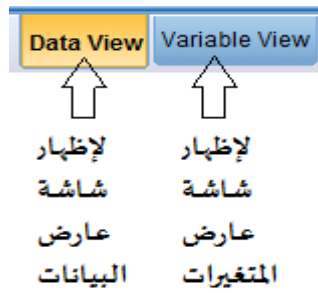 Data View Variable View
لإظهار لإظهار
شاشة شاشة
عارض عارض
البيانات المتغيرات